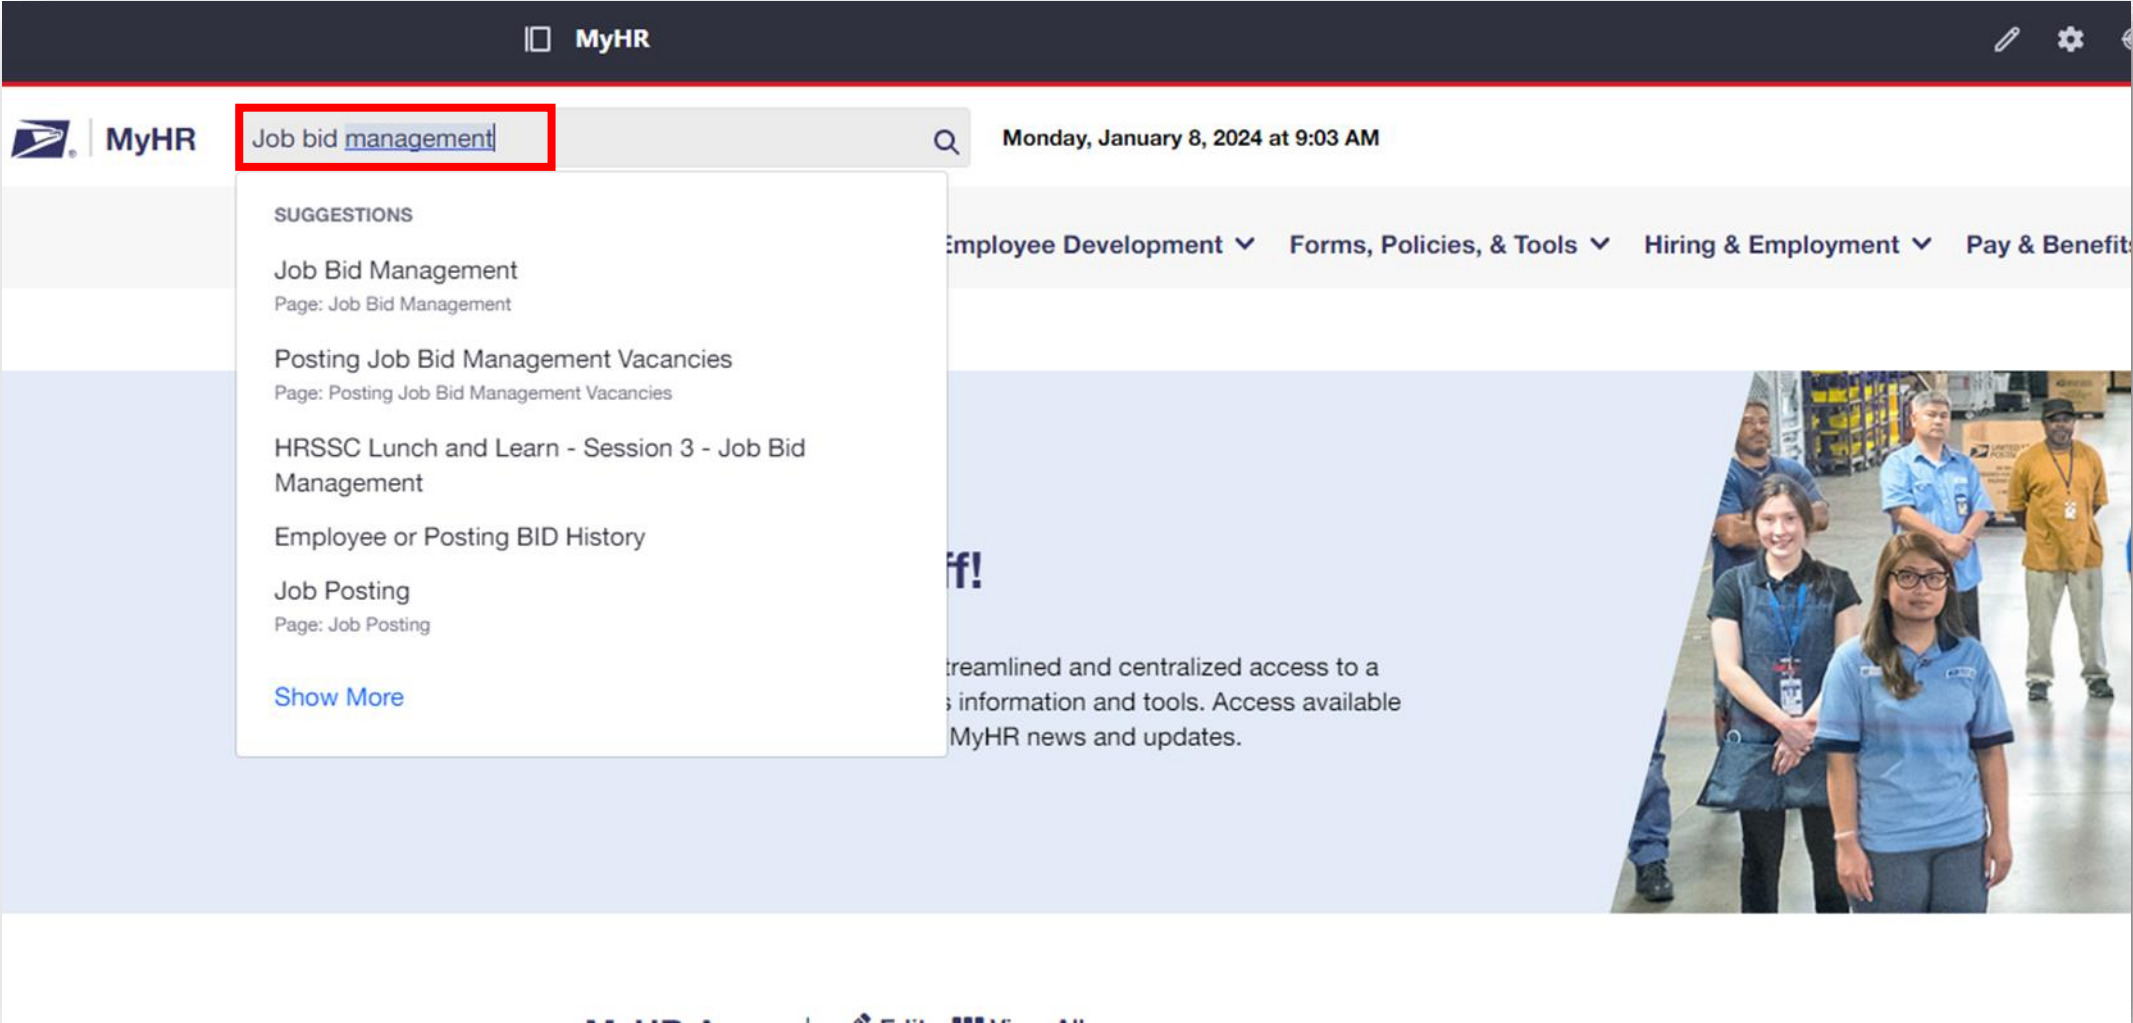 MyHR
MyHR
Job bid management
Monday, January 8, 2024 at 9:03 AM
Employee Development
Forms, Policies, & Tools
Hiring & Employment
Pay & Benefits
SUGGESTIONS
Job Bid Management
Page: Job Bid Management
Posting Job Bid Management Vacancies
Page: Posting Job Bid Management Vacancies
HRSSC Lunch and Learn - Session 3 - Job Bid
Management
Employee or Posting BID History
Job Posting
Page: Job Posting
Show More
ff!
treamlined and centralized access to a
s information and tools. Access available
MyHR news and updates.